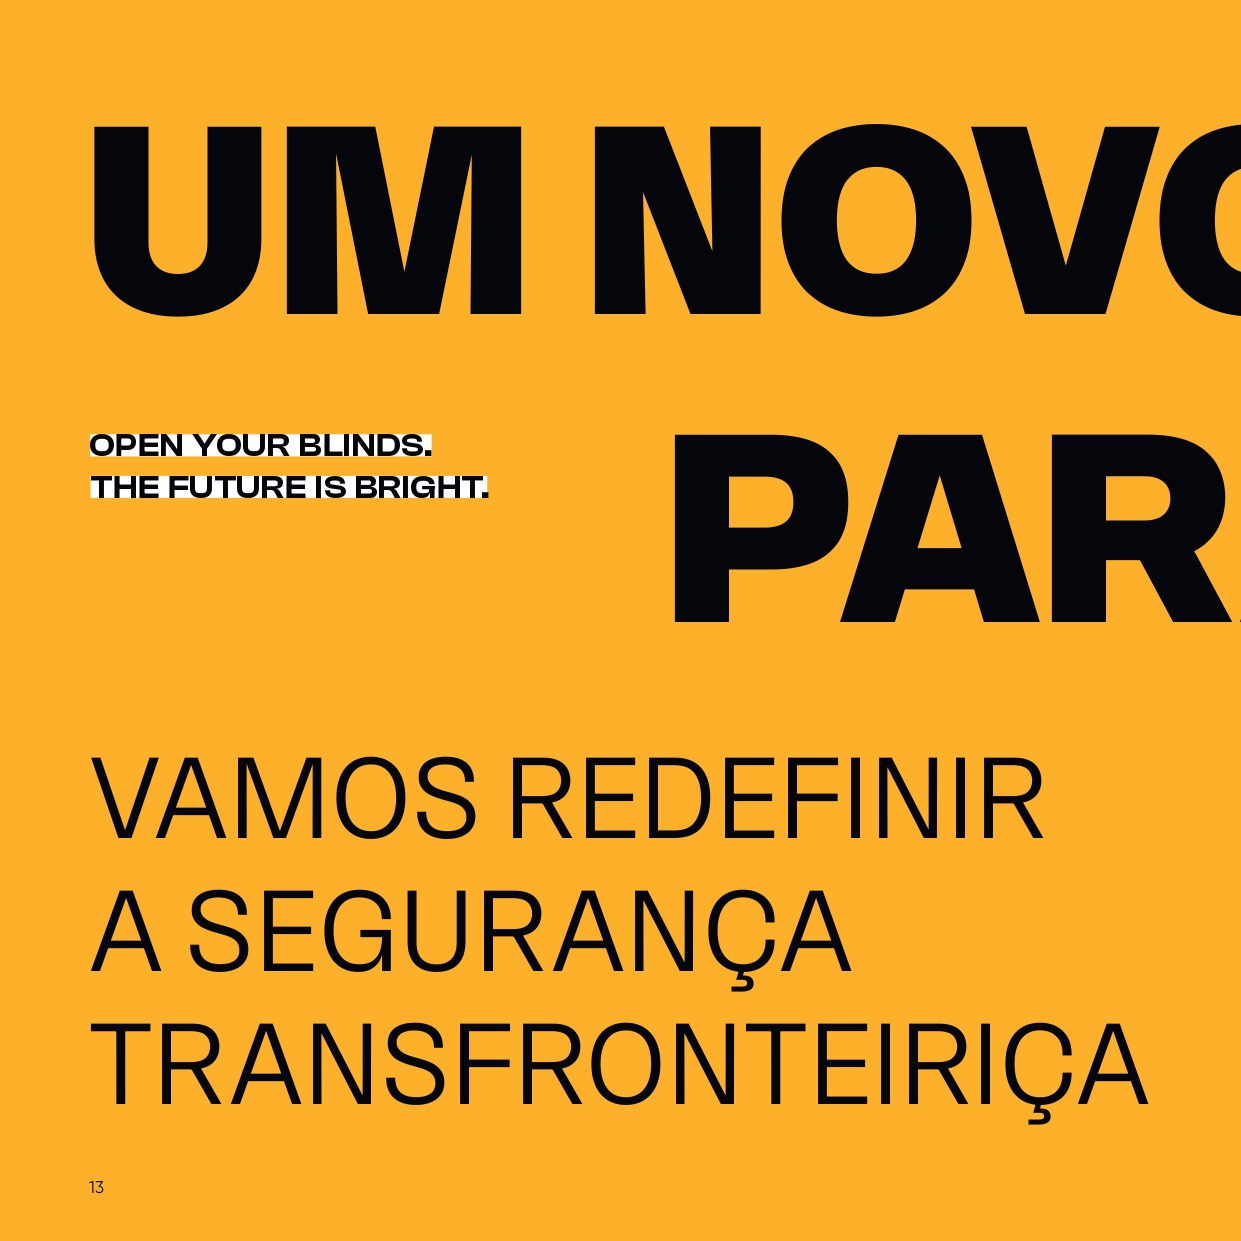 UM NOVO
OPEN YOUR BLINDS.
THE FUTURE IS BRIGHT.
PAR
VAMOS REDEFINIR
A SEGURANÇA
TRANSFRONTEIRIÇA
13